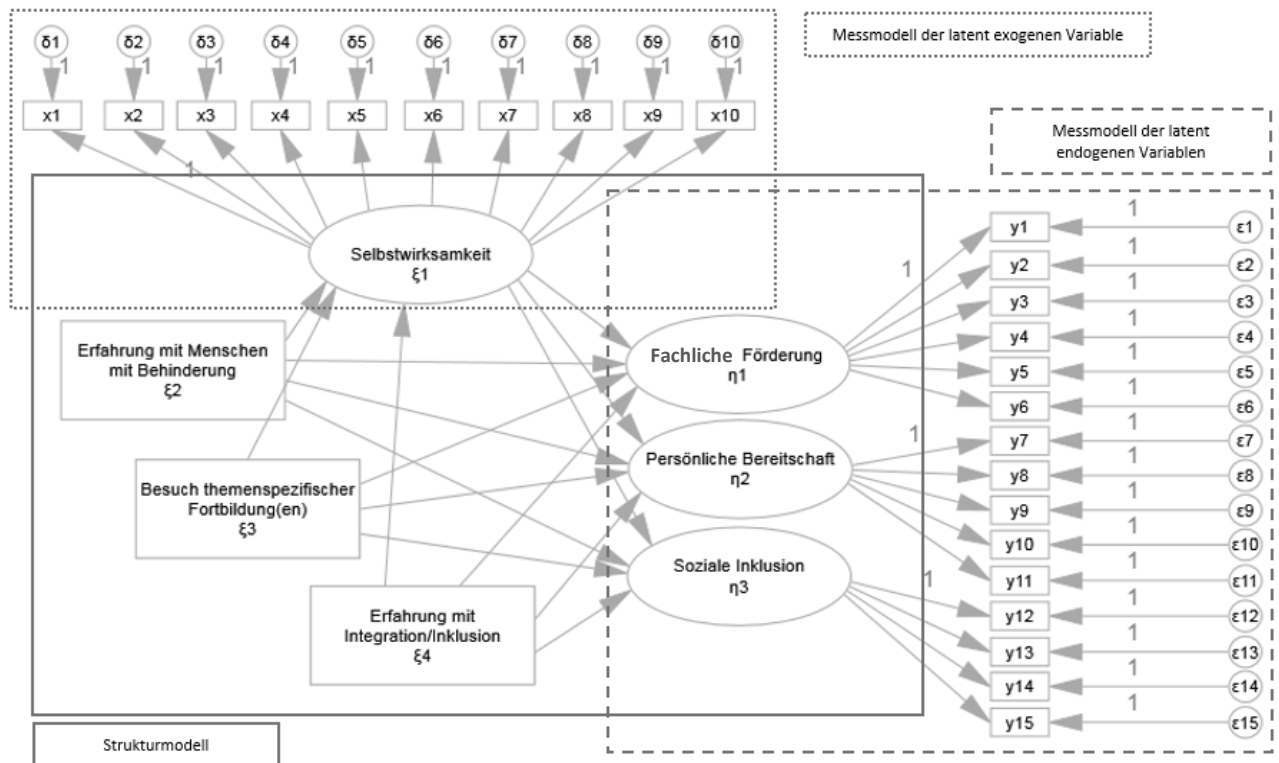 δ1 δ2 δ3 δ4 δ5 δ6 δ7 δ8 δ9 δ10
1 1 1 1 1 1 1 1 1 1
x1 x2 x3 x4 x5 x6 x7 x8 x9 x10
1
Messmodell der latent exogenen Variable
Messmodell der latent
endogenen Variablen
Selbstwirksamkeit
ξ1
Erfahrung mit Menschen
mit Behinderung
ξ2
Besuch themenspezifischer
Fortbildung(en)
ξ3
Erfahrung mit
Integration/Inklusion
ξ4
Fachliche Förderung
η1
Persönliche Bereitschaft
η2
Soziale Inklusion
η3
1
1
1
y1 1 ε1
y2 1 ε2
y3 1 ε3
y4 1 ε4
y5 1 ε5
y6 1 ε6
y7 1 ε7
y8 1 ε8
y9 1 ε9
y10 1 ε10
y11 1 ε11
y12 1 ε12
y13 1 ε13
y14 1 ε14
y15 1 ε15
Strukturmodell